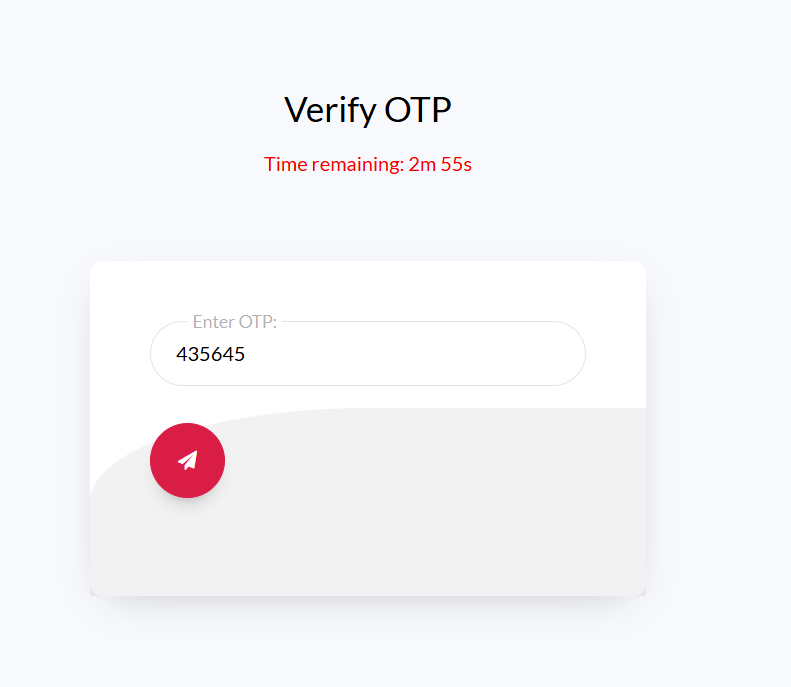 Verify OTP
Time remaining: 2m 55s
Enter OTP:
435645